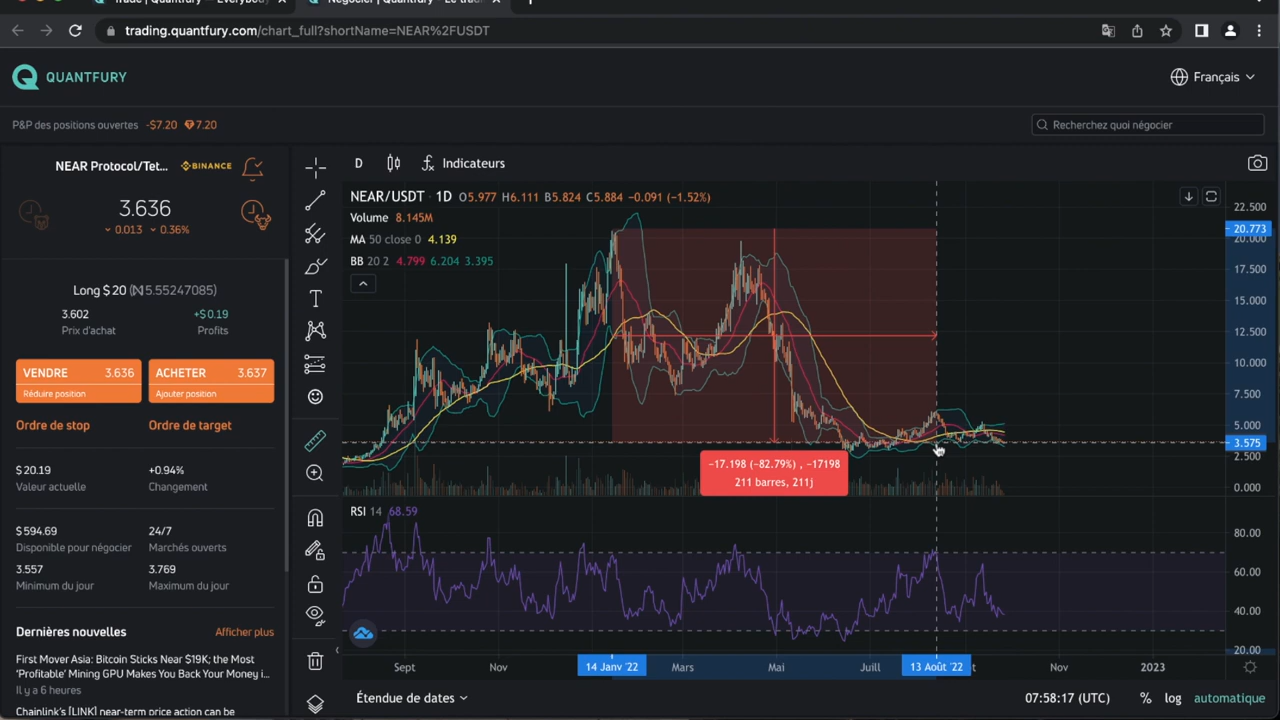 Trade | Quantfury — Everybody
Négocier | Quantfury - Le tradi
trading.quantfury.com/chart_full?shortName=NEAR%2FUSDT
QUANTFURY
Français
P&P des positions ouvertes -$7.20 7.20
Recherchez quoi négocier
NEAR Protocol/Tet... BINANCE
3.636
0.013 0.36%
Long $ 20 (N5.55247085)
3.602 +$0.19
Prix d'achat Profits
VENDRE 3.636 ACHETER 3.637
Réduire position Ajouter position
Ordre de stop Ordre de target
$ 20.19 +0.94%
Valeur actuelle Changement
$ 594.69 24/7
Disponible pour négocier Marchés ouverts
3.557 3.769
Minimum du jour Maximum du jour
Dernières nouvelles Afficher plus
First Mover Asia: Bitcoin Sticks Near $19K; the Most
'Profitable' Mining GPU Makes You Back Your Money i...
Il y a 6 heures
Chainlink's [LINK] near-term price action can be
D Indicateurs
NEAR/USDT · 1D O5.977 H6.111 B5.824 C5.884 −0.091 (−1.52%)
Volume 8.145M
MA 50 close 0 4.139
BB 20 2 4.799 6.204 3.395
22.500
20.773
20.000
17.500
15.000
12.500
10.000
7.500
5.000
3.575
2.500
0.000
−17.198 (−82.79%) , −17198
211 barres, 211j
RSI 14 68.59
80.00
60.00
40.00
20.00
Sept Nov 14 Janv '22 Mars Mai Juill 13 Août '22 Nov 2023
Étendue de dates 07:58:17 (UTC) % log automatique